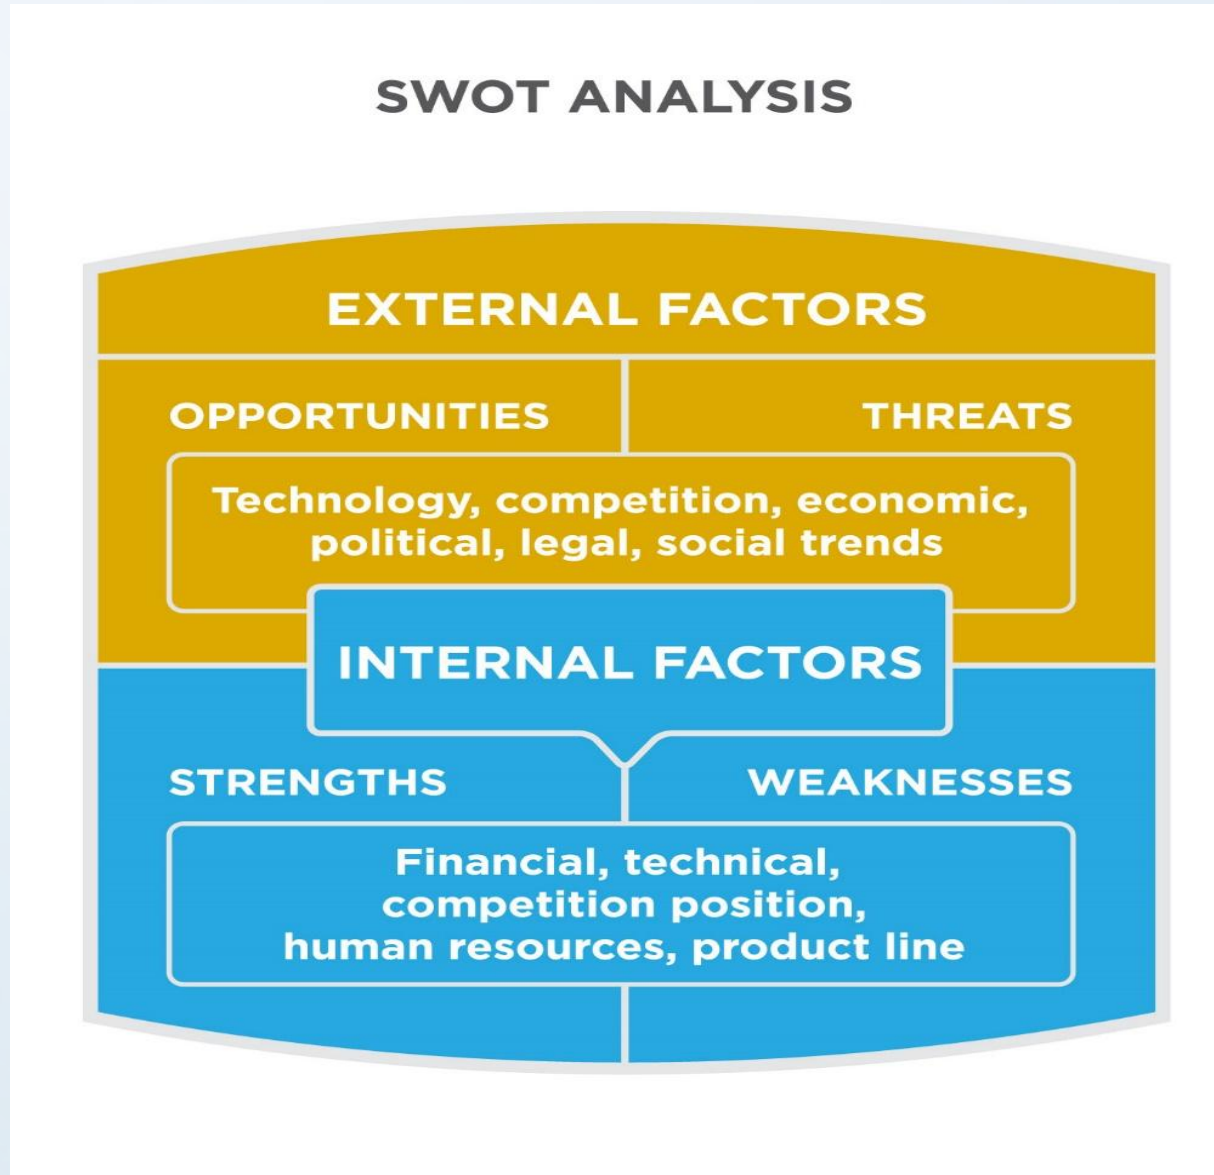 SWOT ANALYSIS
EXTERNAL FACTORS
OPPORTUNITIES
THREATS
Technology, competition, economic,
political, legal, social trends
INTERNAL FACTORS
STRENGTHS
WEAKNESSES
Financial, technical,
competition position,
human resources, product line